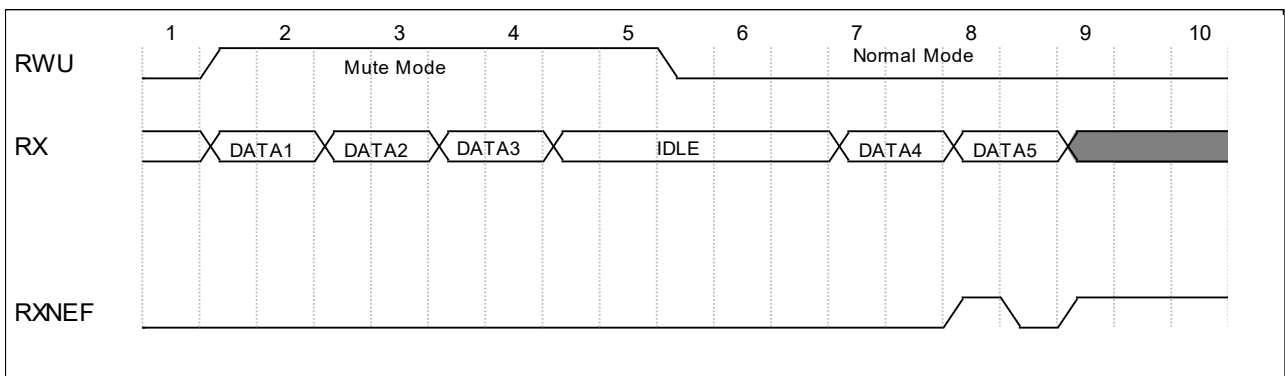 1 2 3 4 5 6 7 8 9 10
RWU Mute Mode Normal Mode
RX DATA1 DATA2 DATA3 IDLE DATA4 DATA5
RXNEF